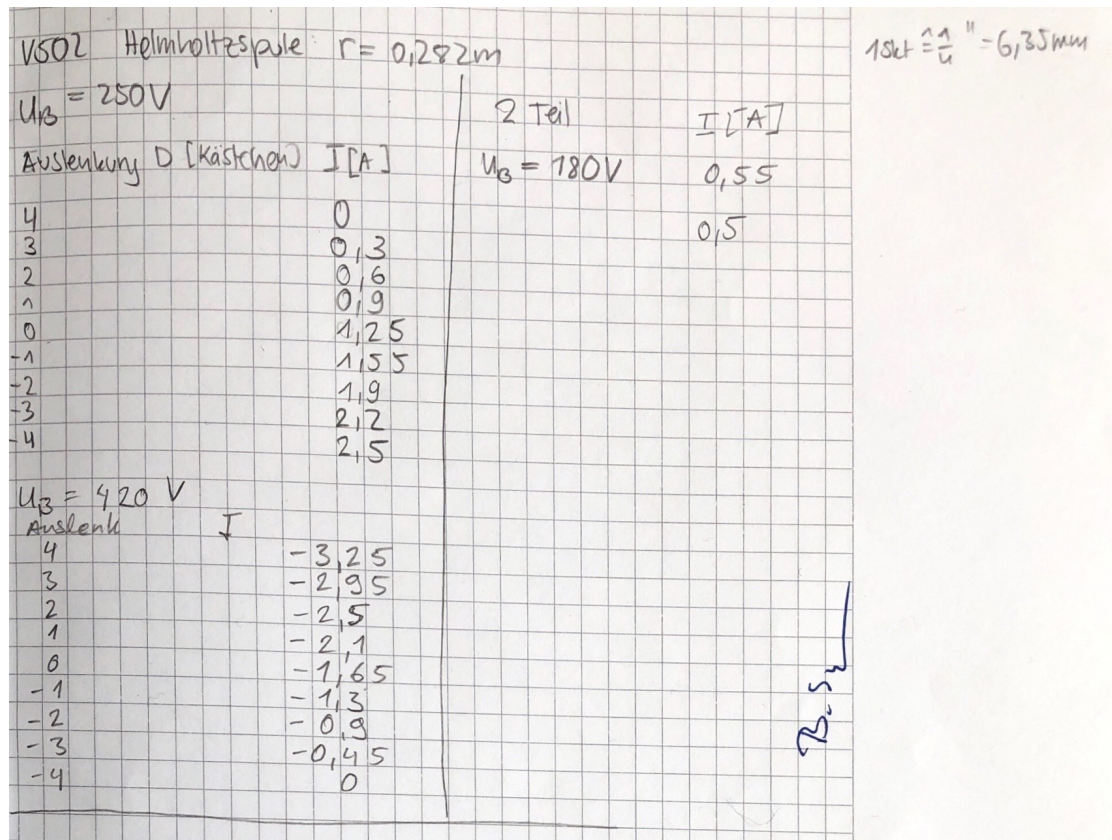 V502 Helmholtzspule: r = 0,282m
1Skt ≙ 1/4 " = 6,35mm
U_B = 250V
Auslenkung D [Kästchen] I[A]
4 0
3 0,3
2 0,6
1 0,9
0 1,25
-1 1,55
-2 1,9
-3 2,2
-4 2,5
U_B = 420 V
Auslenk I
4 -3,25
3 -2,95
2 -2,5
1 -2,1
0 -1,65
-1 -1,3
-2 -0,9
-3 -0,45
-4 0
2 Teil I [A]
U_B = 180V 0,55
0,5